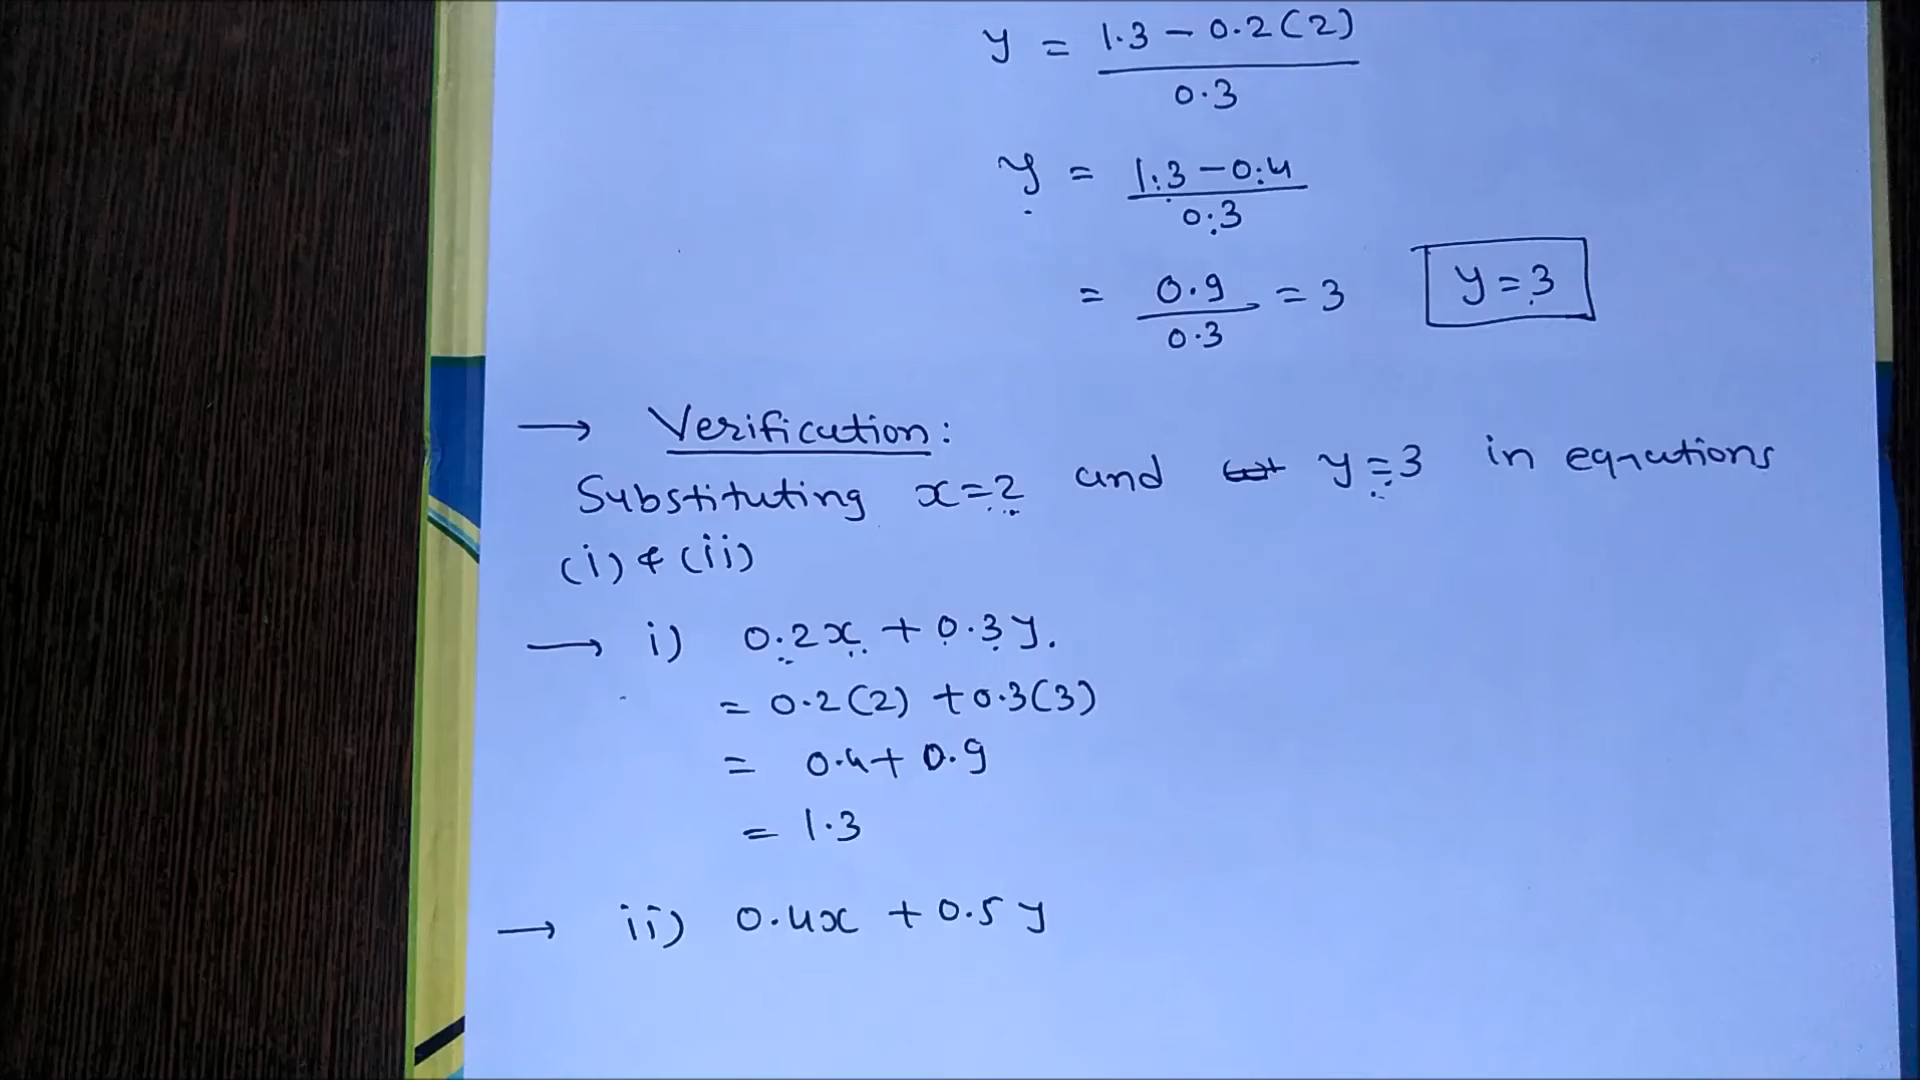 y = 1.3 - 0.2(2) / 0.3
y = 1.3 - 0.4 / 0.3
= 0.9 / 0.3 = 3 y = 3
→ Verification:
Substituting x=2 and y=3 in equations
(i) & (ii)
→ i) 0.2x + 0.3y.
= 0.2(2) + 0.3(3)
= 0.4 + 0.9
= 1.3
→ ii) 0.4x + 0.5y